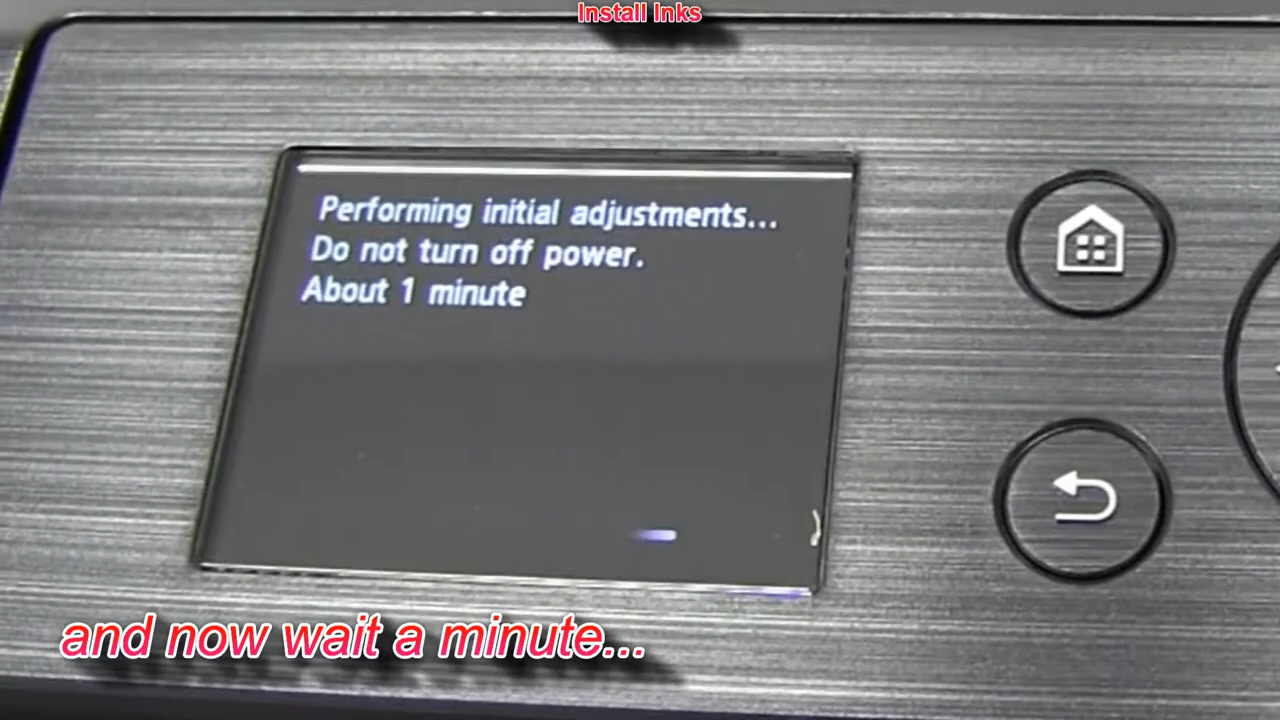 Install Inks
Performing initial adjustments...
Do not turn off power.
About 1 minute
and now wait a minute...